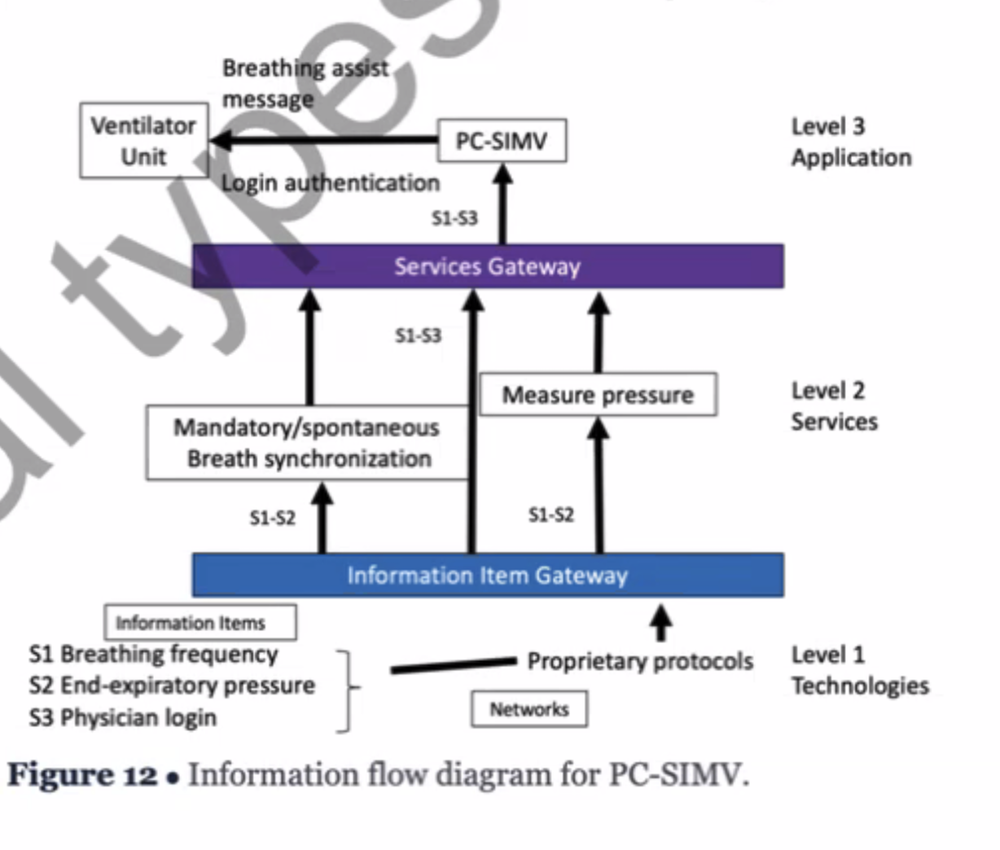 Breathing assist
message
Ventilator
Unit
PC-SIMV
Level 3
Application
Login authentication
S1-S3
Services Gateway
S1-S3
Measure pressure
Level 2
Services
Mandatory/spontaneous
Breath synchronization
S1-S2
S1-S2
Information Item Gateway
Information Items
S1 Breathing frequency
S2 End-expiratory pressure
S3 Physician login
Proprietary protocols
Networks
Level 1
Technologies
Figure 12 • Information flow diagram for PC-SIMV.
al types